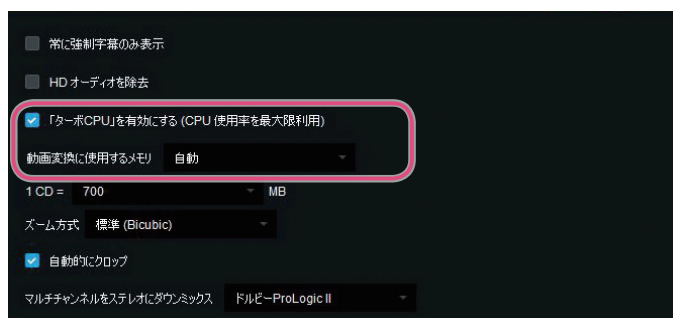 常に強制字幕のみ表示
HD オーディオを除去
「ターボCPU」を有効にする (CPU 使用率を最大限利用)
動画変換に使用するメモリ 自動
1 CD = 700 MB
ズーム方式 標準 (Bicubic)
自動的にクロップ
マルチチャンネルをステレオにダウンミックス ドルビーProLogic II